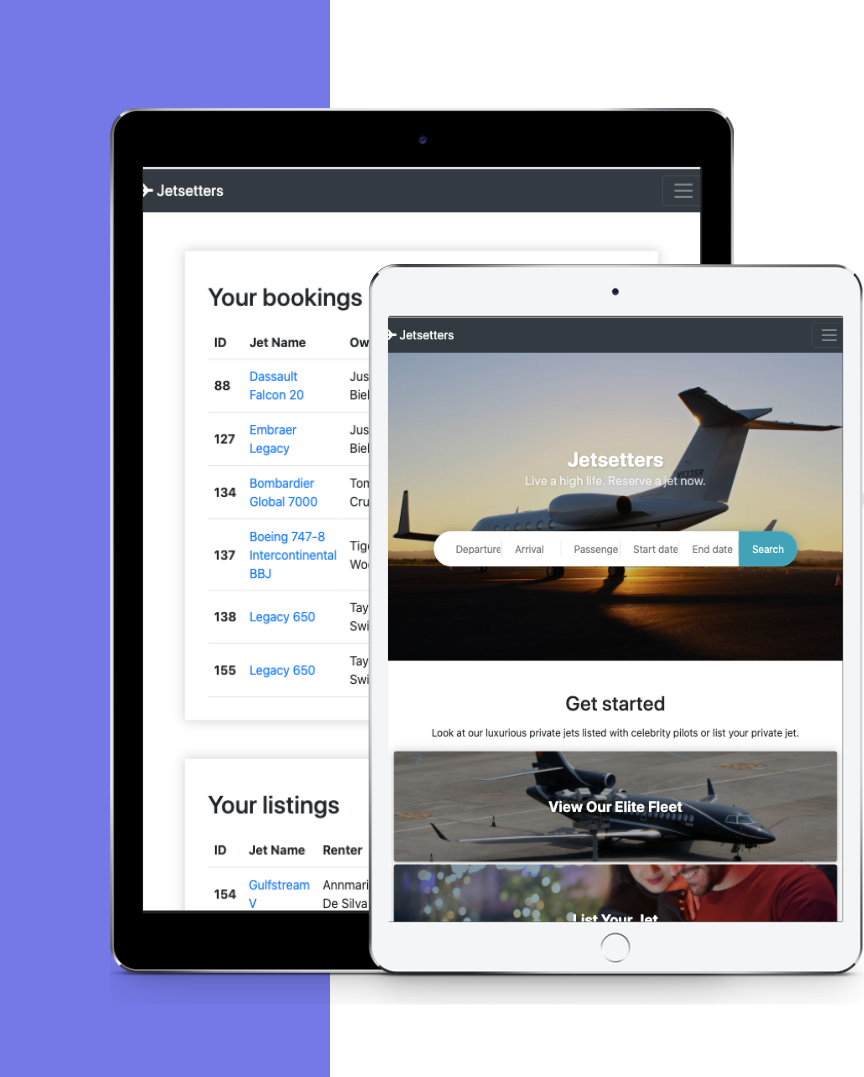 Jetsetters
Your bookings
ID Jet Name Ow
88 Dassault Jus
Falcon 20 Bie
127 Embraer Jus
Legacy Bie
134 Bombardier Tom
Global 7000 Cru
137 Boeing 747-8 Tige
Intercontinental Woo
BBJ
138 Legacy 650 Tay
Swi
155 Legacy 650 Tay
Swi
Your listings
ID Jet Name Renter
154 Gulfstream Annmari
V De Silva
Jetsetters
Jetsetters
Live a high life. Reserve a jet now.
Departure Arrival Passenge Start date End date Search
Get started
Look at our luxurious private jets listed with celebrity pilots or list your private jet.
View Our Elite Fleet
List Your Jet